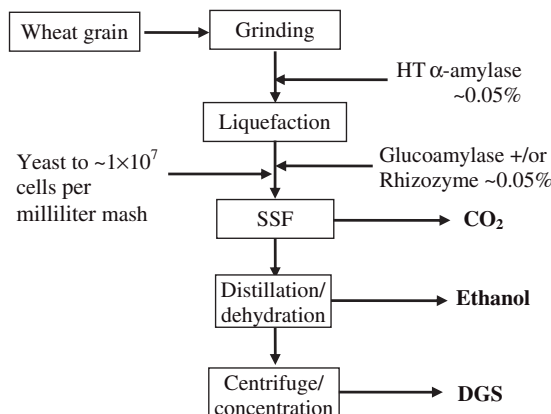 Wheat grain
Grinding
HT α-amylase
~0.05%
Liquefaction
Yeast to ~1×10⁷
cells per
milliliter mash
Glucoamylase +/or
Rhizozyme ~0.05%
SSF
CO₂
Distillation/
dehydration
Ethanol
Centrifuge/
concentration
DGS